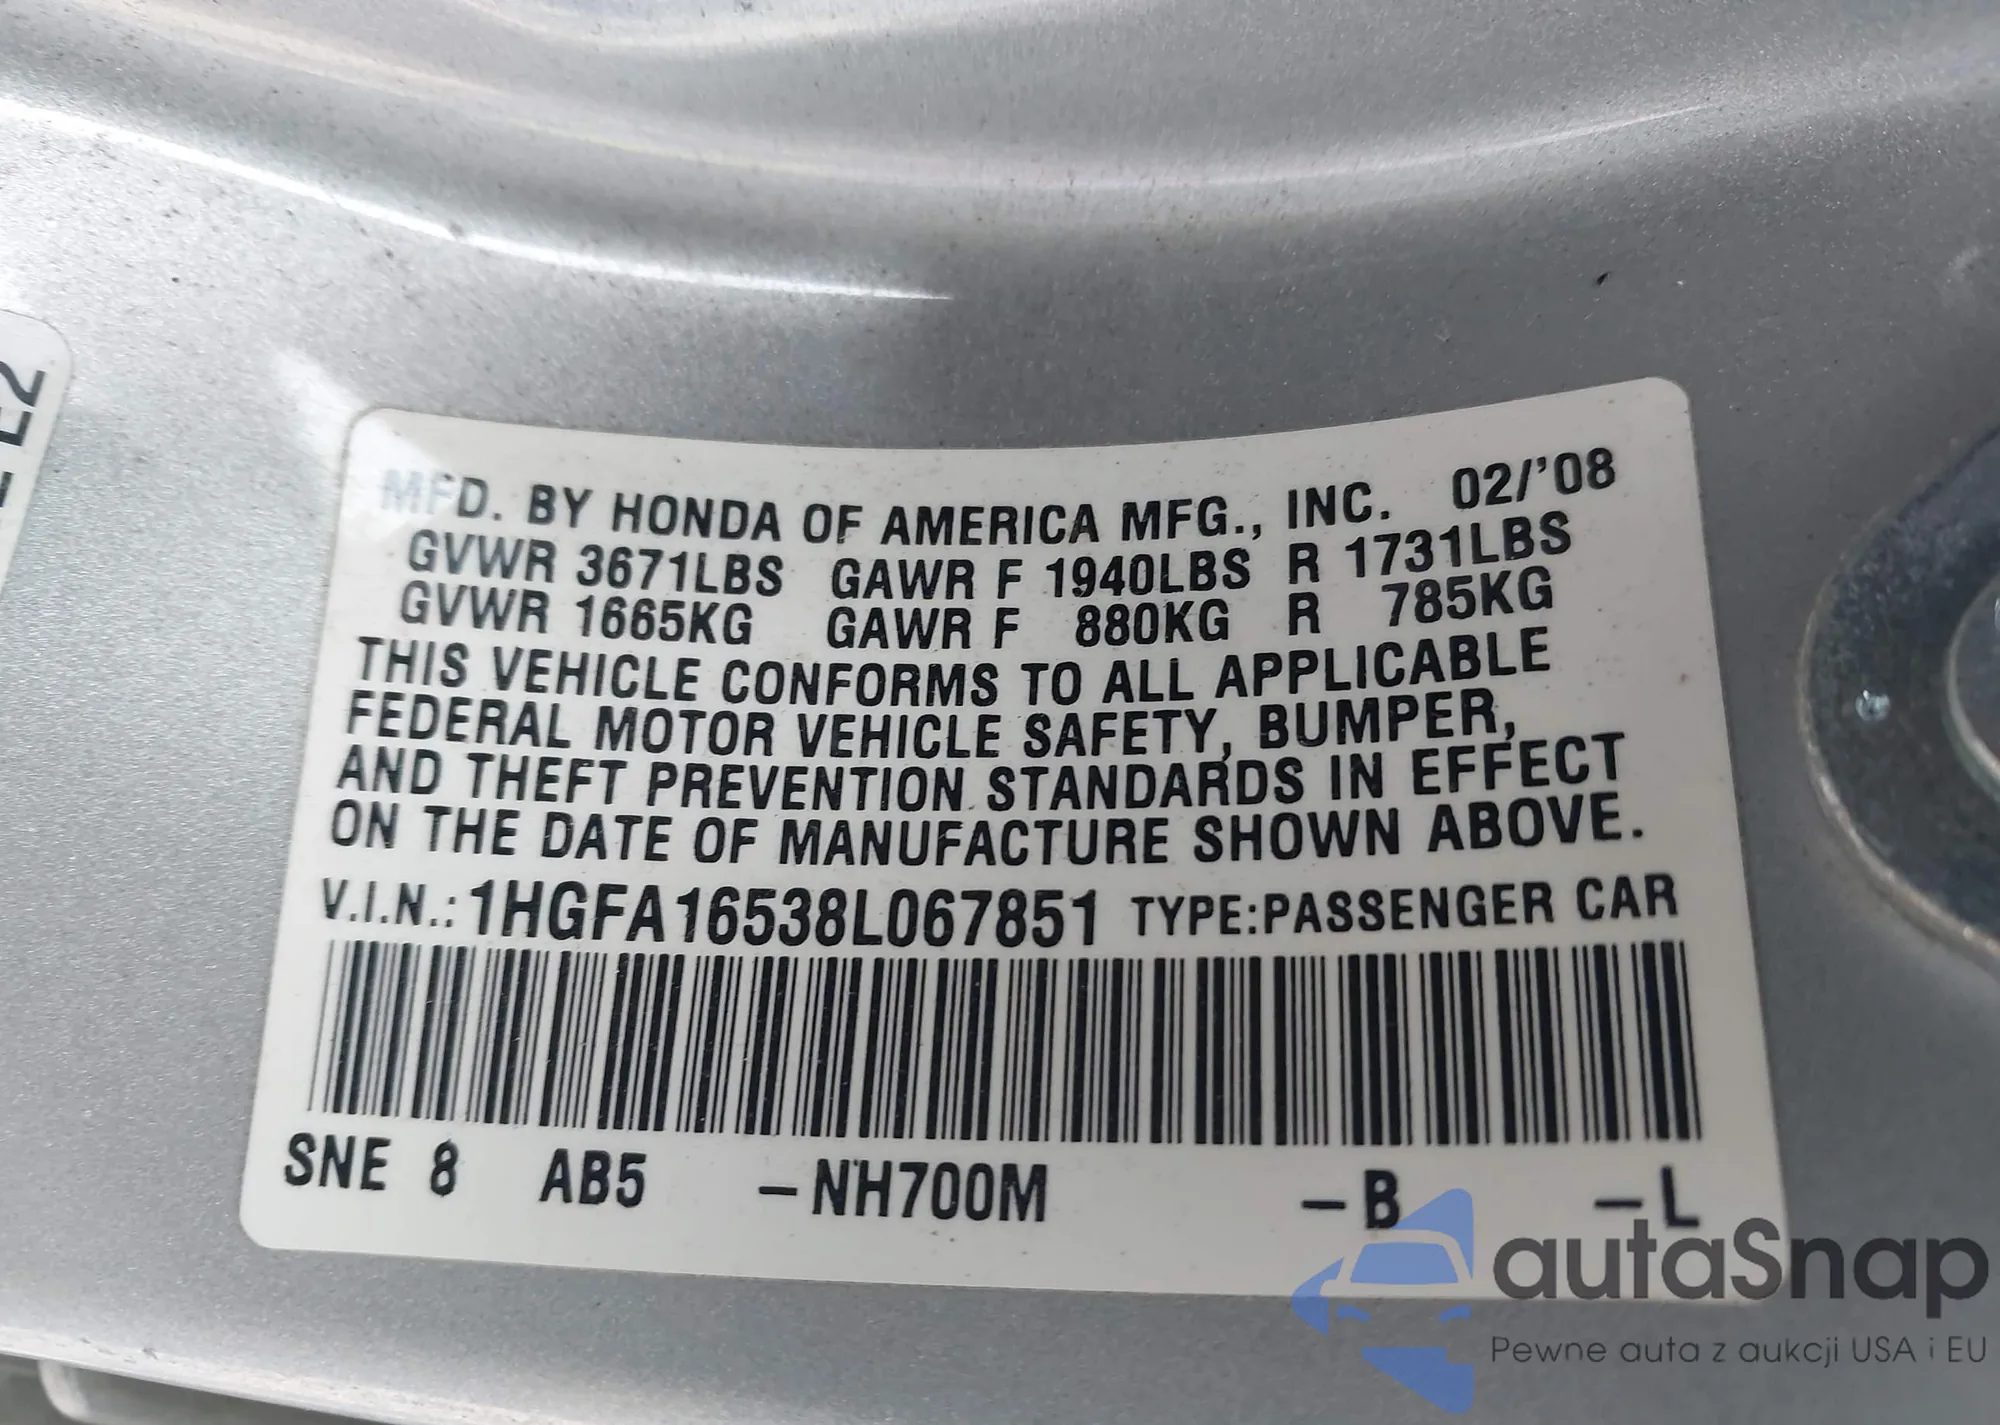 E2
MFD. BY HONDA OF AMERICA MFG., INC. 02/'08
GVWR 3671LBS GAWR F 1940LBS R 1731LBS
GVWR 1665KG GAWR F 880KG R 785KG
THIS VEHICLE CONFORMS TO ALL APPLICABLE
FEDERAL MOTOR VEHICLE SAFETY, BUMPER,
AND THEFT PREVENTION STANDARDS IN EFFECT
ON THE DATE OF MANUFACTURE SHOWN ABOVE.
V.I.N.: 1HGFA16538L067851 TYPE:PASSENGER CAR
SNE 8 AB5 -NH700M -B -L
autaSnap
Pewne auta z aukcji USA i EU